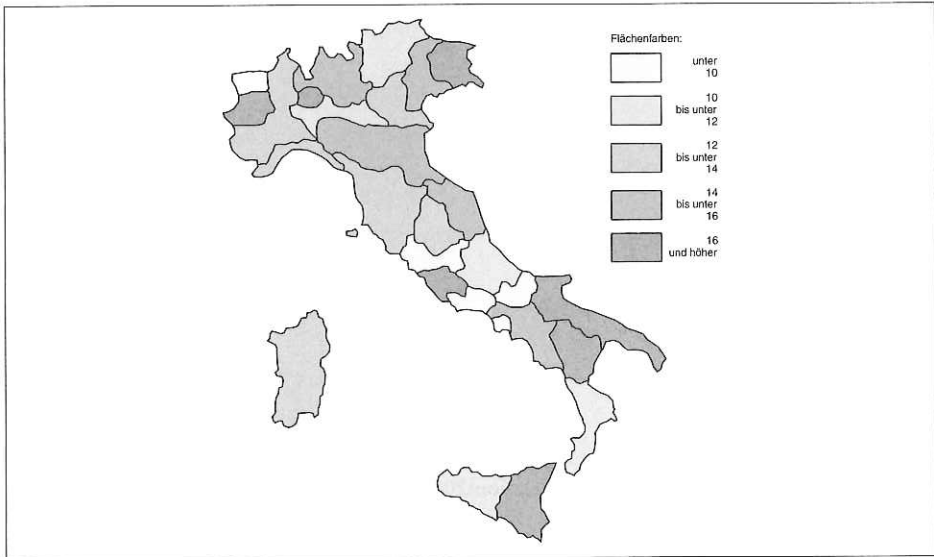 Flächenfarben:
unter
10
10
bis unter
12
12
bis unter
14
14
bis unter
16
16
und höher